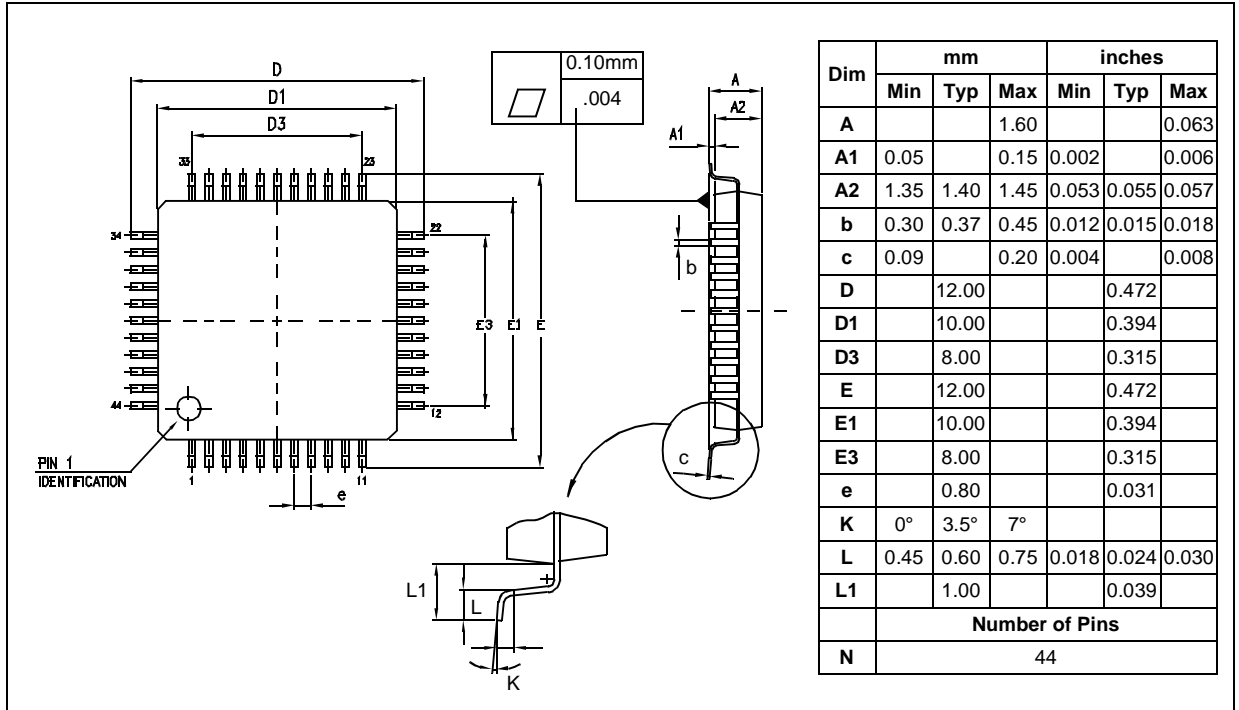 D
D1
D3
33
23
34
22
44
12
1
11
E3
E1
E
e
PIN 1
IDENTIFICATION
0.10mm
.004
A
A2
A1
b
c
L1
L
K
Dim mm inches
Min Typ Max Min Typ Max
A 1.60 0.063
A1 0.05 0.15 0.002 0.006
A2 1.35 1.40 1.45 0.053 0.055 0.057
b 0.30 0.37 0.45 0.012 0.015 0.018
c 0.09 0.20 0.004 0.008
D 12.00 0.472
D1 10.00 0.394
D3 8.00 0.315
E 12.00 0.472
E1 10.00 0.394
E3 8.00 0.315
e 0.80 0.031
K 0° 3.5° 7°
L 0.45 0.60 0.75 0.018 0.024 0.030
L1 1.00 0.039
Number of Pins
N 44